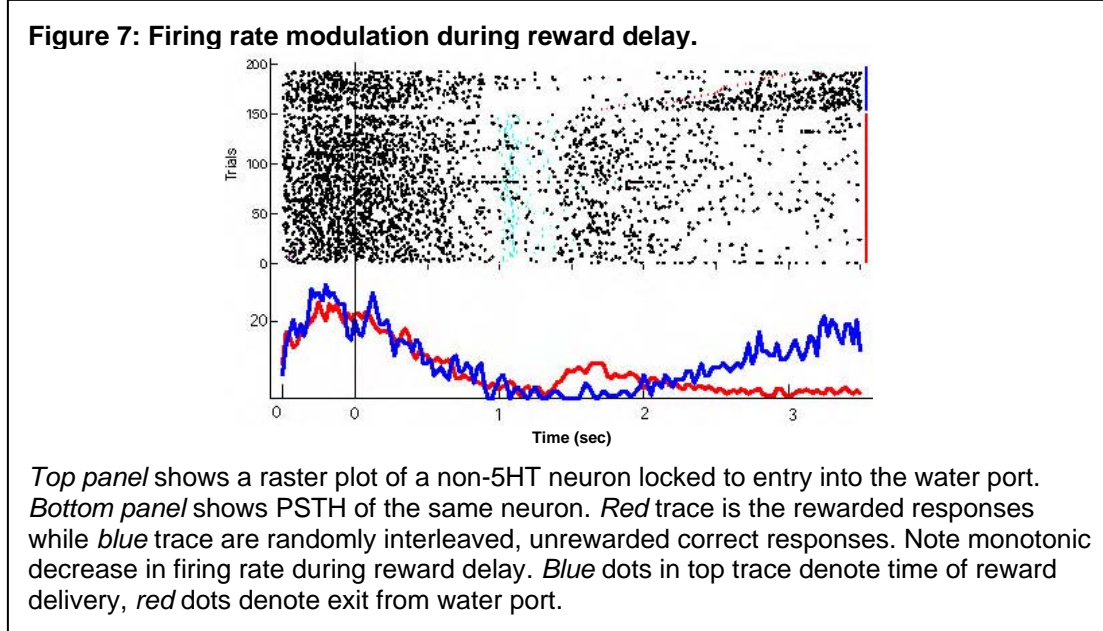 Figure 7: Firing rate modulation during reward delay.
200
150
100
50
0
Trials
20
0 0 1 2 3
Time (sec)
Top panel shows a raster plot of a non-5HT neuron locked to entry into the water port.
Bottom panel shows PSTH of the same neuron. Red trace is the rewarded responses
while blue trace are randomly interleaved, unrewarded correct responses. Note monotonic
decrease in firing rate during reward delay. Blue dots in top trace denote time of reward
delivery, red dots denote exit from water port.